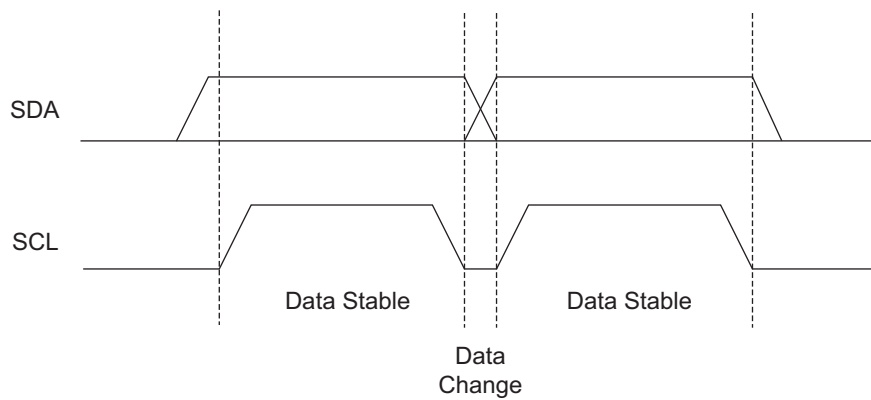 SDA
SCL
Data Stable
Data Stable
Data
Change